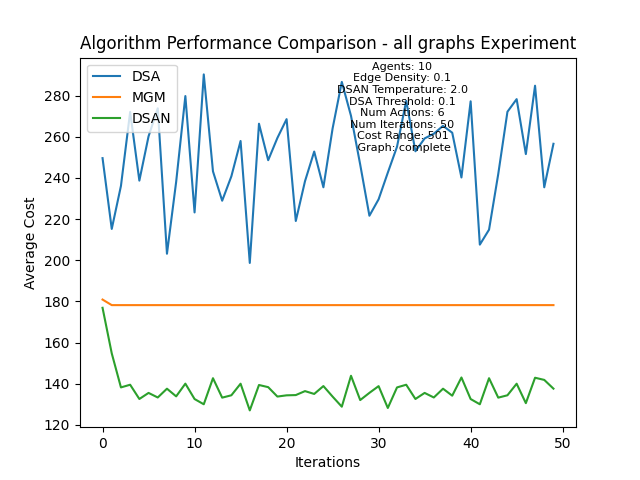 Algorithm Performance Comparison - all graphs Experiment
DSA
MGM
DSAN
Agents: 10
Edge Density: 0.1
DSAN Temperature: 2.0
DSA Threshold: 0.1
Num Actions: 6
Num Iterations: 50
Cost Range: 501
Graph: complete
Average Cost
280
260
240
220
200
180
160
140
120
0
10
20
30
40
50
Iterations